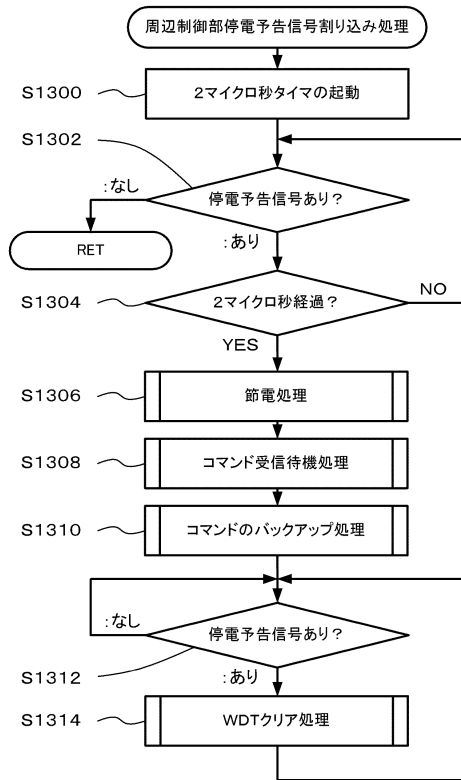 周辺制御部停電予告信号割り込み処理
S1300
2マイクロ秒タイマの起動
S1302
停電予告信号あり?
:なし
RET
:あり
S1304
2マイクロ秒経過?
NO
YES
S1306
節電処理
S1308
コマンド受信待機処理
S1310
コマンドのバックアップ処理
停電予告信号あり?
:なし
S1312
:あり
S1314
WDTクリア処理